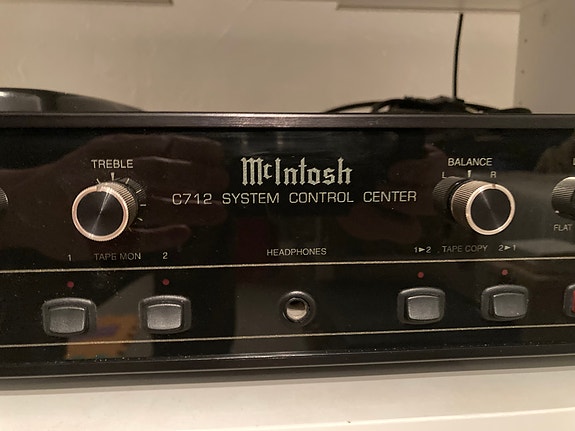 TREBLE
McIntosh
C712 SYSTEM CONTROL CENTER
BALANCE
L R
FLAT
1 TAPE MON 2
HEADPHONES
1▶2 TAPE COPY 2▶1